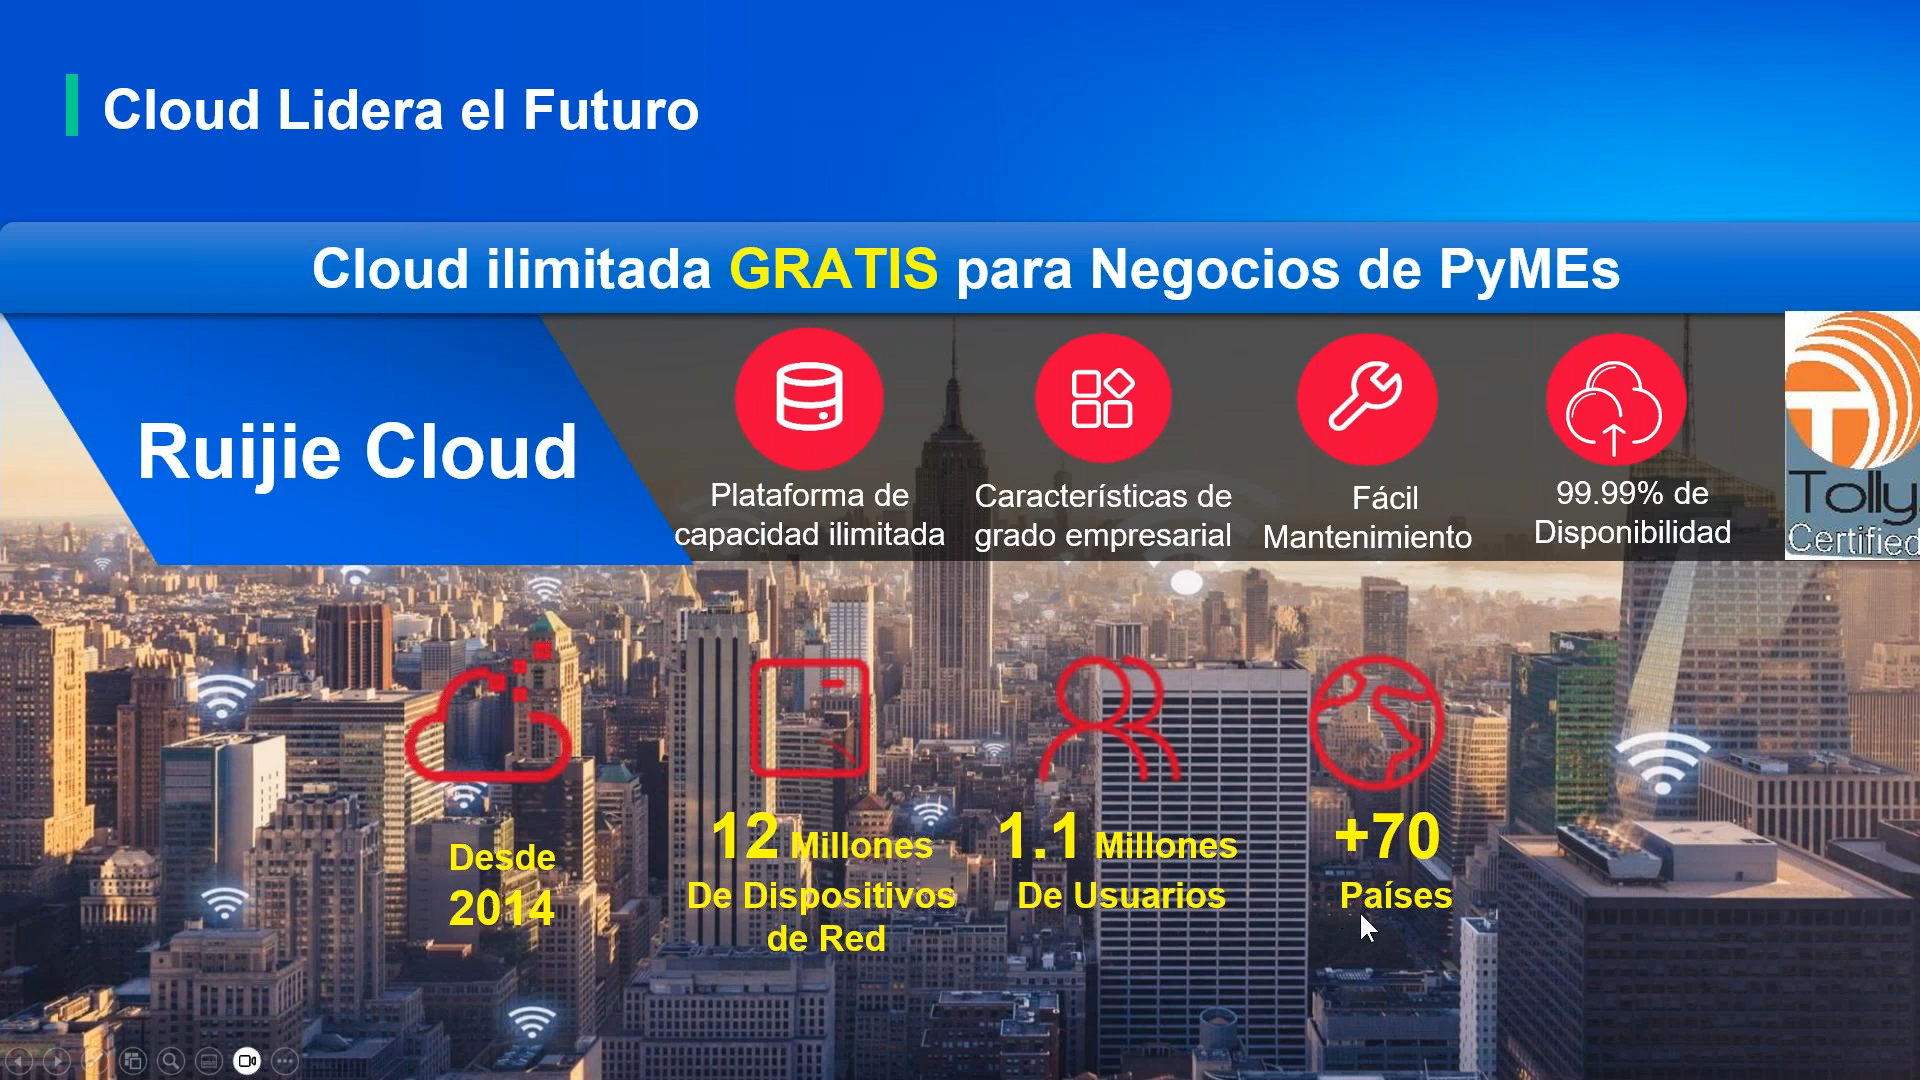 Cloud Lidera el Futuro
Cloud ilimitada GRATIS para Negocios de PyMEs
Ruijie Cloud
Plataforma de
capacidad ilimitada
Características de
grado empresarial
Fácil
Mantenimiento
99.99% de
Disponibilidad
Tolly
Certified
Desde
2014
12 Millones
De Dispositivos
de Red
1.1 Millones
De Usuarios
+70
Países